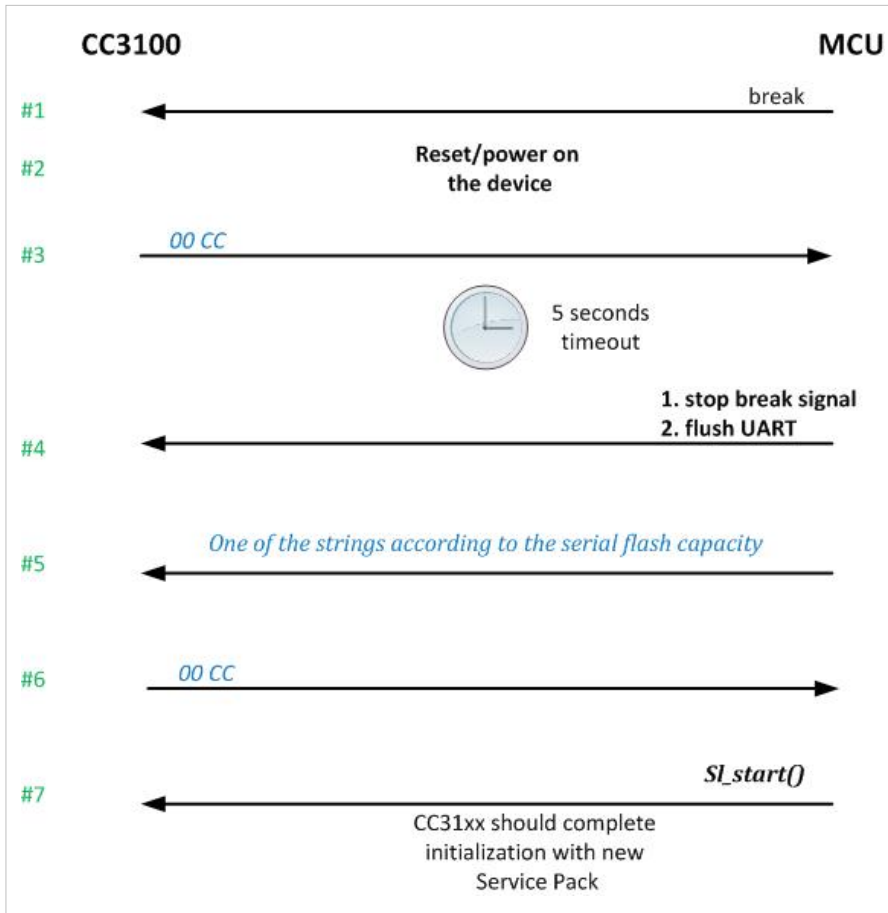 CC3100 MCU
#1 break
#2 Reset/power on
the device
#3 00 CC
5 seconds
timeout
1. stop break signal
2. flush UART
#4
One of the strings according to the serial flash capacity
#5
#6 00 CC
Sl_start()
#7
CC31xx should complete
initialization with new
Service Pack